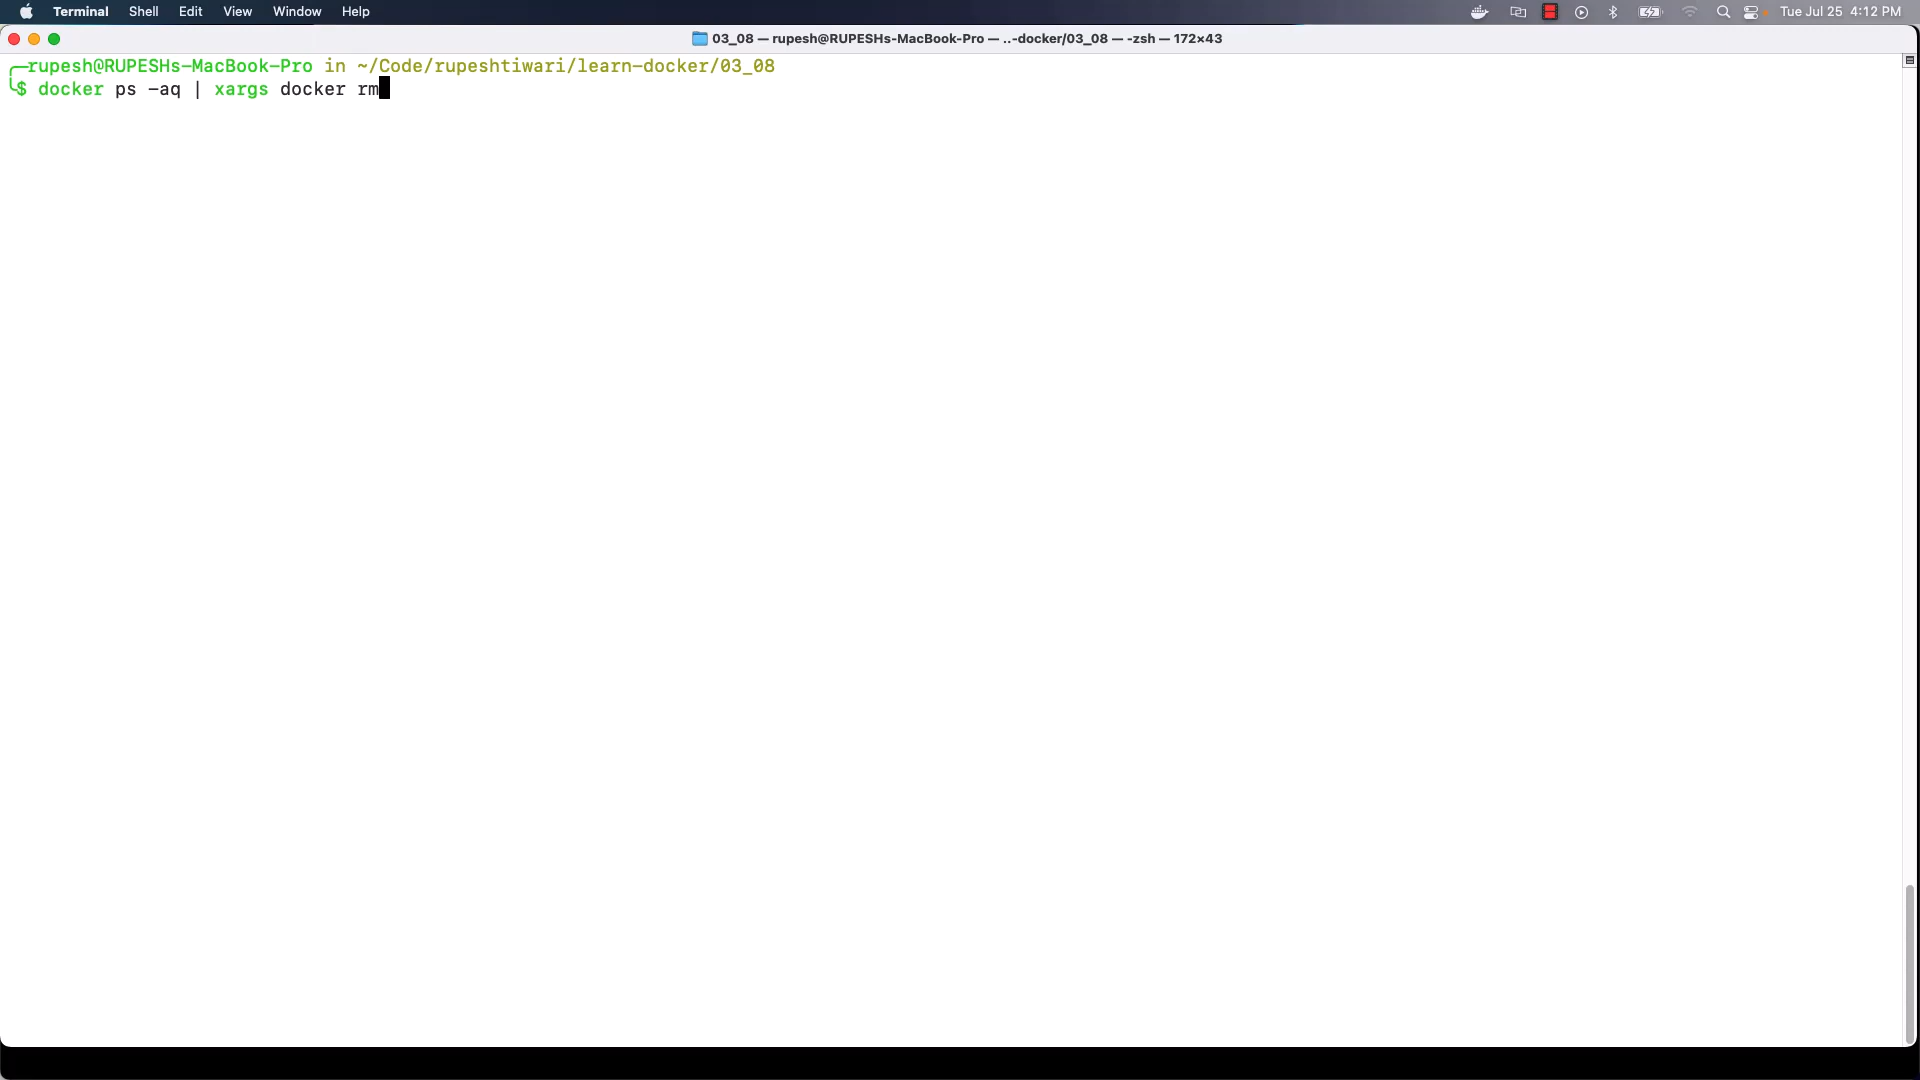 Terminal Shell Edit View Window Help Tue Jul 25 4:12 PM
03_08 — rupesh@RUPESHs-MacBook-Pro — ..-docker/03_08 — -zsh — 172×43
rupesh@RUPESHs-MacBook-Pro in ~/Code/rupeshtiwari/learn-docker/03_08
$ docker ps -aq | xargs docker rm